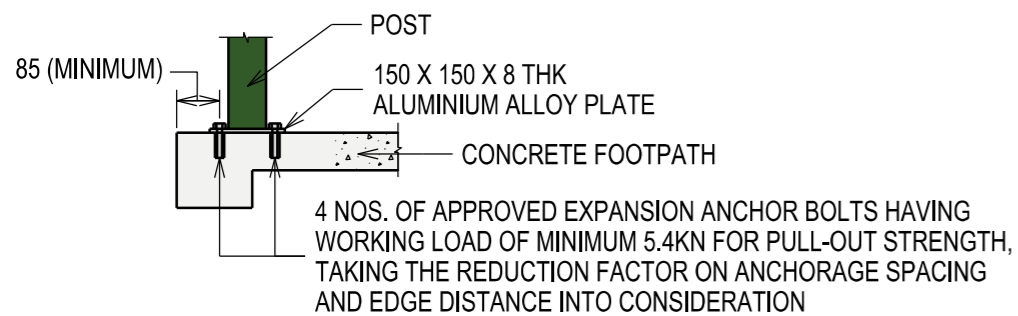 POST
85 (MINIMUM)
150 X 150 X 8 THK
ALUMINIUM ALLOY PLATE
CONCRETE FOOTPATH
4 NOS. OF APPROVED EXPANSION ANCHOR BOLTS HAVING
WORKING LOAD OF MINIMUM 5.4KN FOR PULL-OUT STRENGTH,
TAKING THE REDUCTION FACTOR ON ANCHORAGE SPACING
AND EDGE DISTANCE INTO CONSIDERATION